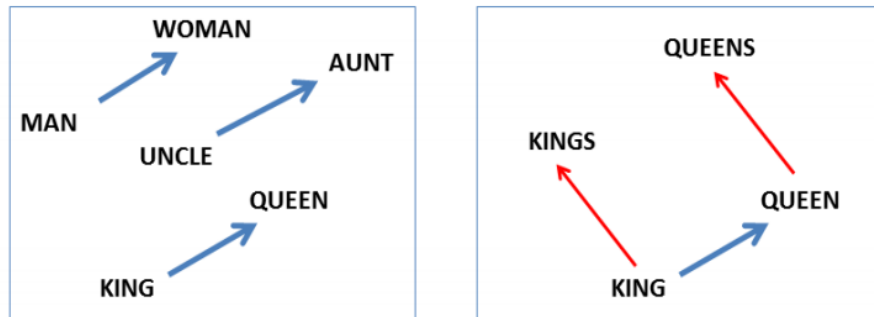 WOMAN
AUNT
MAN
UNCLE
QUEEN
KING
QUEENS
KINGS
QUEEN
KING